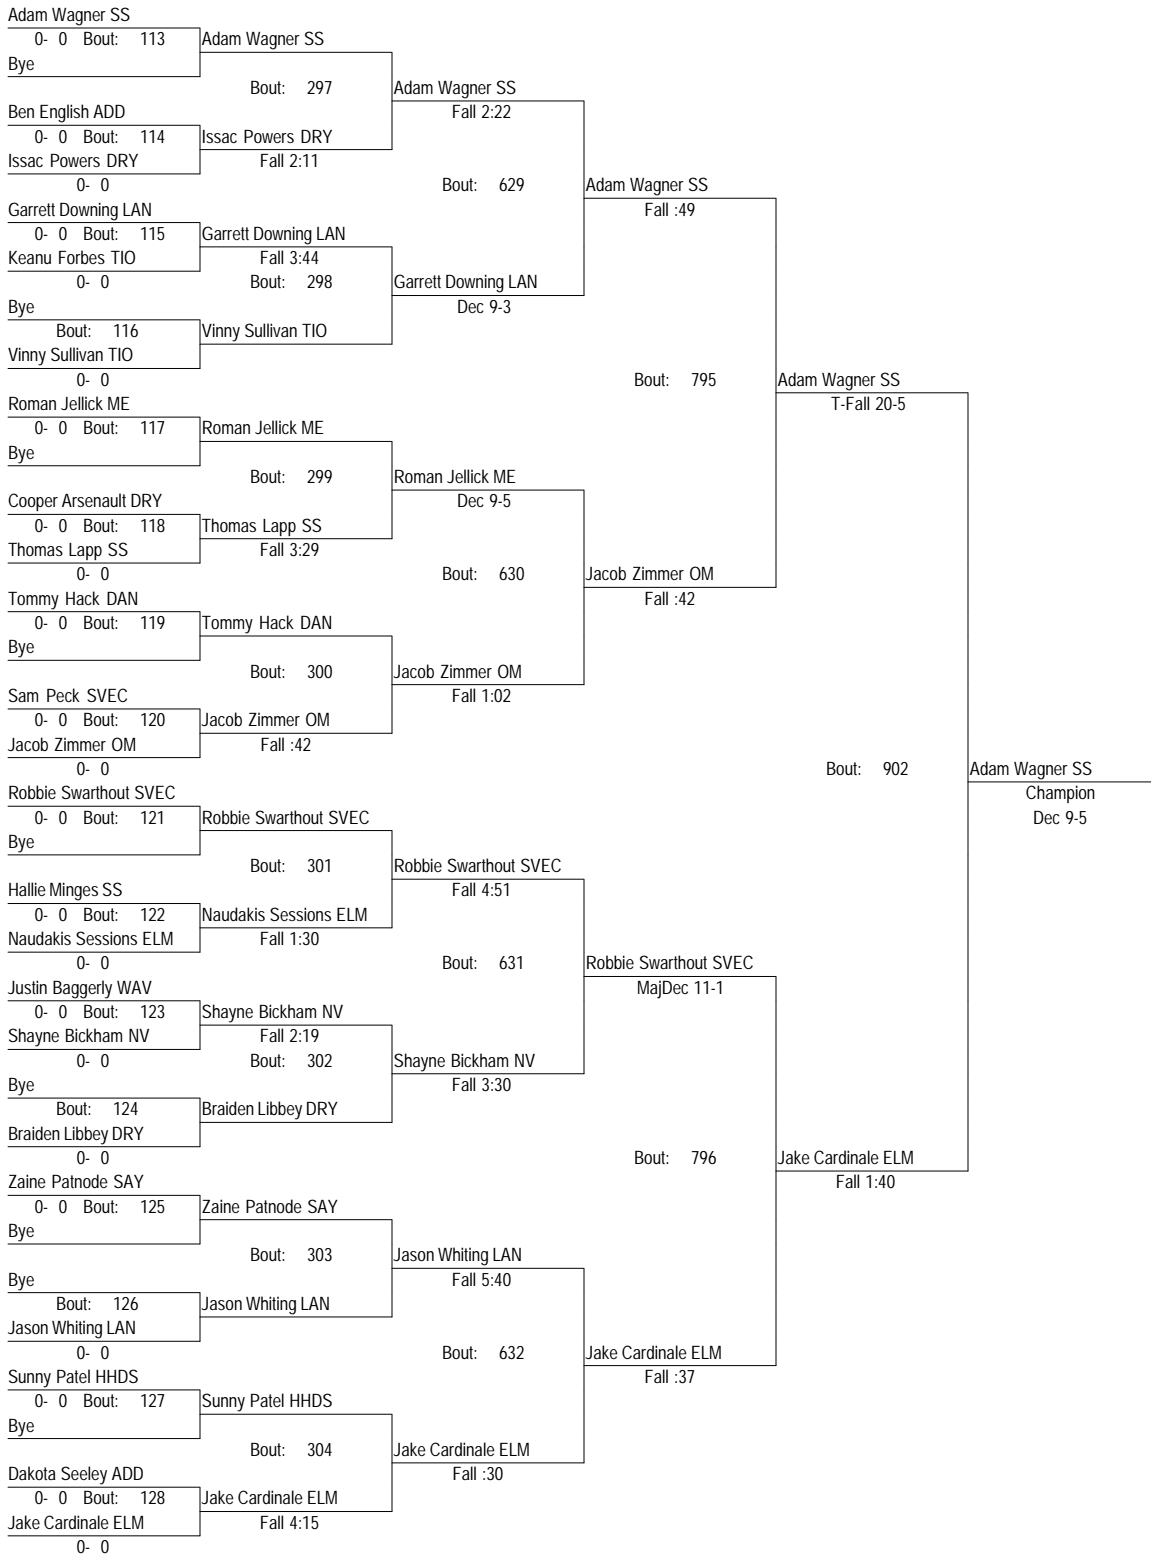 Adam Wagner SS
0- 0 Bout: 113 Adam Wagner SS
Bye
Bout: 297 Adam Wagner SS
Ben English ADD Fall 2:22
0- 0 Bout: 114 Issac Powers DRY
Issac Powers DRY Fall 2:11
0- 0 Bout: 629 Adam Wagner SS
Garrett Downing LAN Fall :49
0- 0 Bout: 115 Garrett Downing LAN
Keanu Forbes TIO Fall 3:44
0- 0 Bout: 298 Garrett Downing LAN
Bye Dec 9-3
Bout: 116 Vinny Sullivan TIO
Vinny Sullivan TIO
0- 0 Bout: 795 Adam Wagner SS
Roman Jellick ME T-Fall 20-5
0- 0 Bout: 117 Roman Jellick ME
Bye
Bout: 299 Roman Jellick ME
Cooper Arsenault DRY Dec 9-5
0- 0 Bout: 118 Thomas Lapp SS
Thomas Lapp SS Fall 3:29
0- 0 Bout: 630 Jacob Zimmer OM
Tommy Hack DAN Fall :42
0- 0 Bout: 119 Tommy Hack DAN
Bye
Bout: 300 Jacob Zimmer OM
Sam Peck SVEC Fall 1:02
0- 0 Bout: 120 Jacob Zimmer OM
Jacob Zimmer OM Fall :42
0- 0 Bout: 902 Adam Wagner SS
Robbie Swarthout SVEC Champion
0- 0 Bout: 121 Robbie Swarthout SVEC Dec 9-5
Bye
Bout: 301 Robbie Swarthout SVEC
Hallie Minges SS Fall 4:51
0- 0 Bout: 122 Naudakis Sessions ELM
Naudakis Sessions ELM Fall 1:30
0- 0 Bout: 631 Robbie Swarthout SVEC
Justin Baggerly WAV MajDec 11-1
0- 0 Bout: 123 Shayne Bickham NV
Shayne Bickham NV Fall 2:19
0- 0 Bout: 302 Shayne Bickham NV
Bye Fall 3:30
Bout: 124 Braiden Libbey DRY
Braiden Libbey DRY
0- 0 Bout: 796 Jake Cardinale ELM
Zaine Patnode SAY Fall 1:40
0- 0 Bout: 125 Zaine Patnode SAY
Bye
Bout: 303 Jason Whiting LAN
Bye Fall 5:40
Bout: 126 Jason Whiting LAN
Jason Whiting LAN
0- 0 Bout: 632 Jake Cardinale ELM
Sunny Patel HHDS Fall :37
0- 0 Bout: 127 Sunny Patel HHDS
Bye
Bout: 304 Jake Cardinale ELM
Dakota Seeley ADD Fall :30
0- 0 Bout: 128 Jake Cardinale ELM
Jake Cardinale ELM Fall 4:15
0- 0